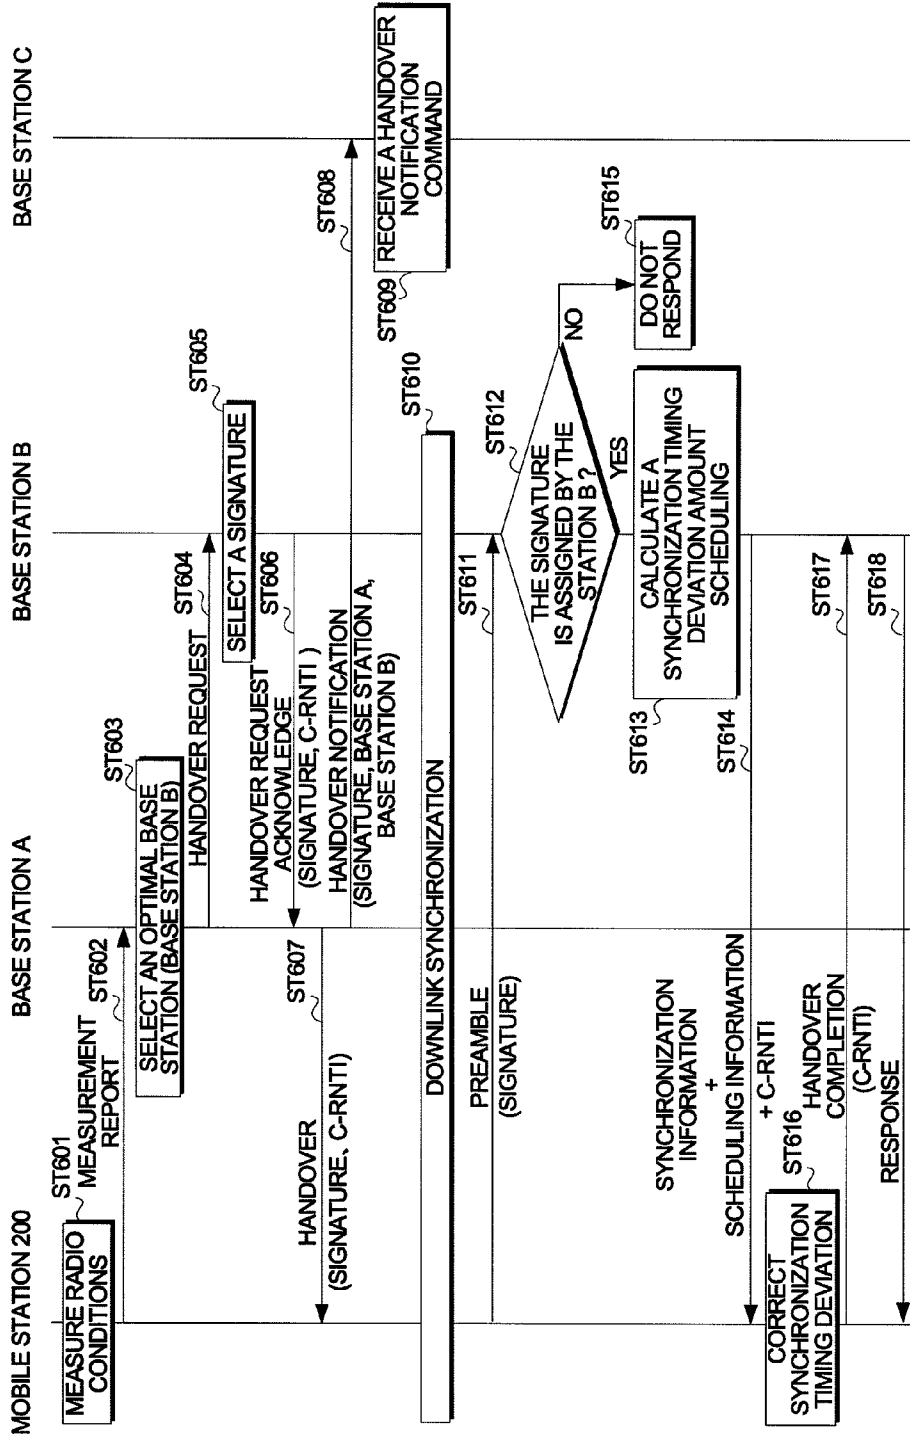 MOBILE STATION 200
BASE STATION A
BASE STATION B
BASE STATION C
ST601
MEASURE RADIO
CONDITIONS
MEASUREMENT
REPORT
ST602
ST603
SELECT AN OPTIMAL BASE
STATION (BASE STATION B)
HANDOVER REQUEST
ST604
ST605
SELECT A SIGNATURE
HANDOVER REQUEST
ACKNOWLEDGE
(SIGNATURE, C-RNTI )
ST606
HANDOVER
(SIGNATURE, C-RNTI)
ST607
HANDOVER NOTIFICATION
(SIGNATURE, BASE STATION A,
BASE STATION B)
ST608
ST609
RECEIVE A HANDOVER
NOTIFICATION
COMMAND
ST610
DOWNLINK SYNCHRONIZATION
PREAMBLE
(SIGNATURE)
ST611
ST612
THE SIGNATURE
IS ASSIGNED BY THE
STATION B ?
NO
YES
ST615
DO NOT
RESPOND
ST613
CALCULATE A
SYNCHRONIZATION TIMING
DEVIATION AMOUNT
SCHEDULING
SYNCHRONIZATION
INFORMATION
+
SCHEDULING INFORMATION
+ C-RNTI
ST614
ST616
CORRECT
SYNCHRONIZATION
TIMING DEVIATION
HANDOVER
COMPLETION
(C-RNTI)
ST617
RESPONSE
ST618